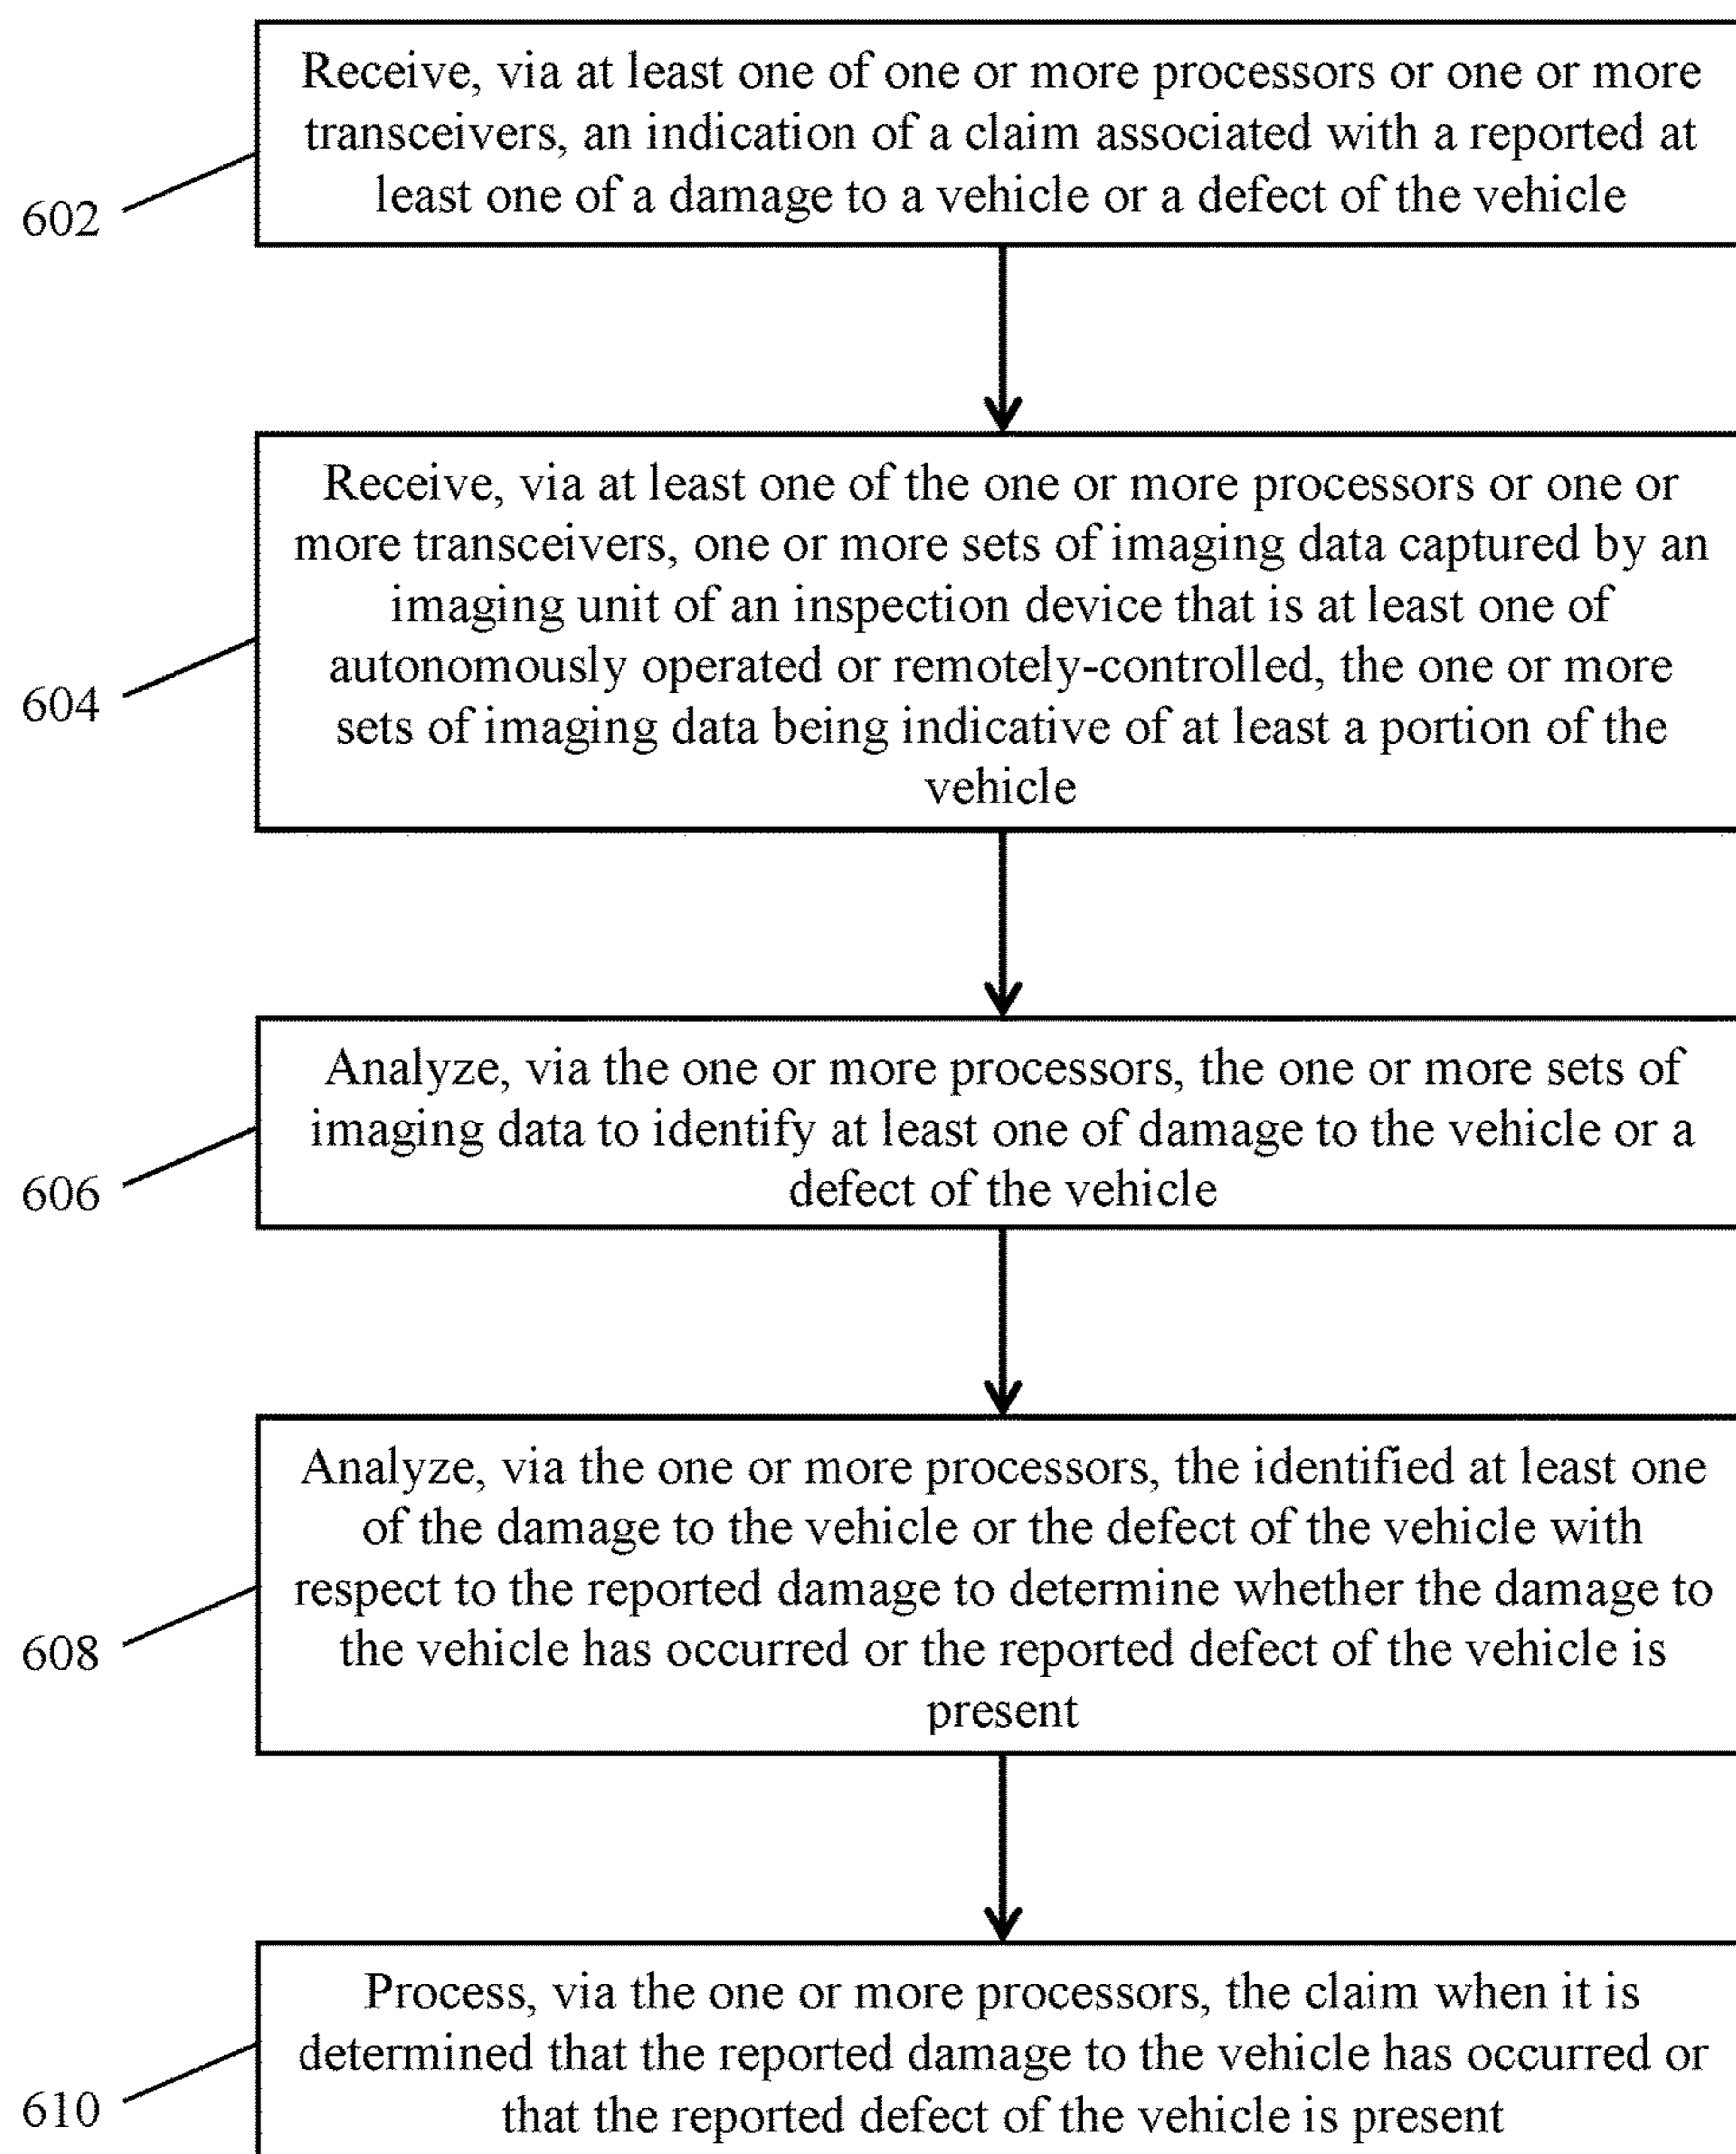 Receive, via at least one of one or more processors or one or more
transceivers, an indication of a claim associated with a reported at
least one of a damage to a vehicle or a defect of the vehicle
602
Receive, via at least one of the one or more processors or one or
more transceivers, one or more sets of imaging data captured by an
imaging unit of an inspection device that is at least one of
autonomously operated or remotely-controlled, the one or more
sets of imaging data being indicative of at least a portion of the
vehicle
604
Analyze, via the one or more processors, the one or more sets of
imaging data to identify at least one of damage to the vehicle or a
defect of the vehicle
606
Analyze, via the one or more processors, the identified at least one
of the damage to the vehicle or the defect of the vehicle with
respect to the reported damage to determine whether the damage to
the vehicle has occurred or the reported defect of the vehicle is
present
608
Process, via the one or more processors, the claim when it is
determined that the reported damage to the vehicle has occurred or
that the reported defect of the vehicle is present
610